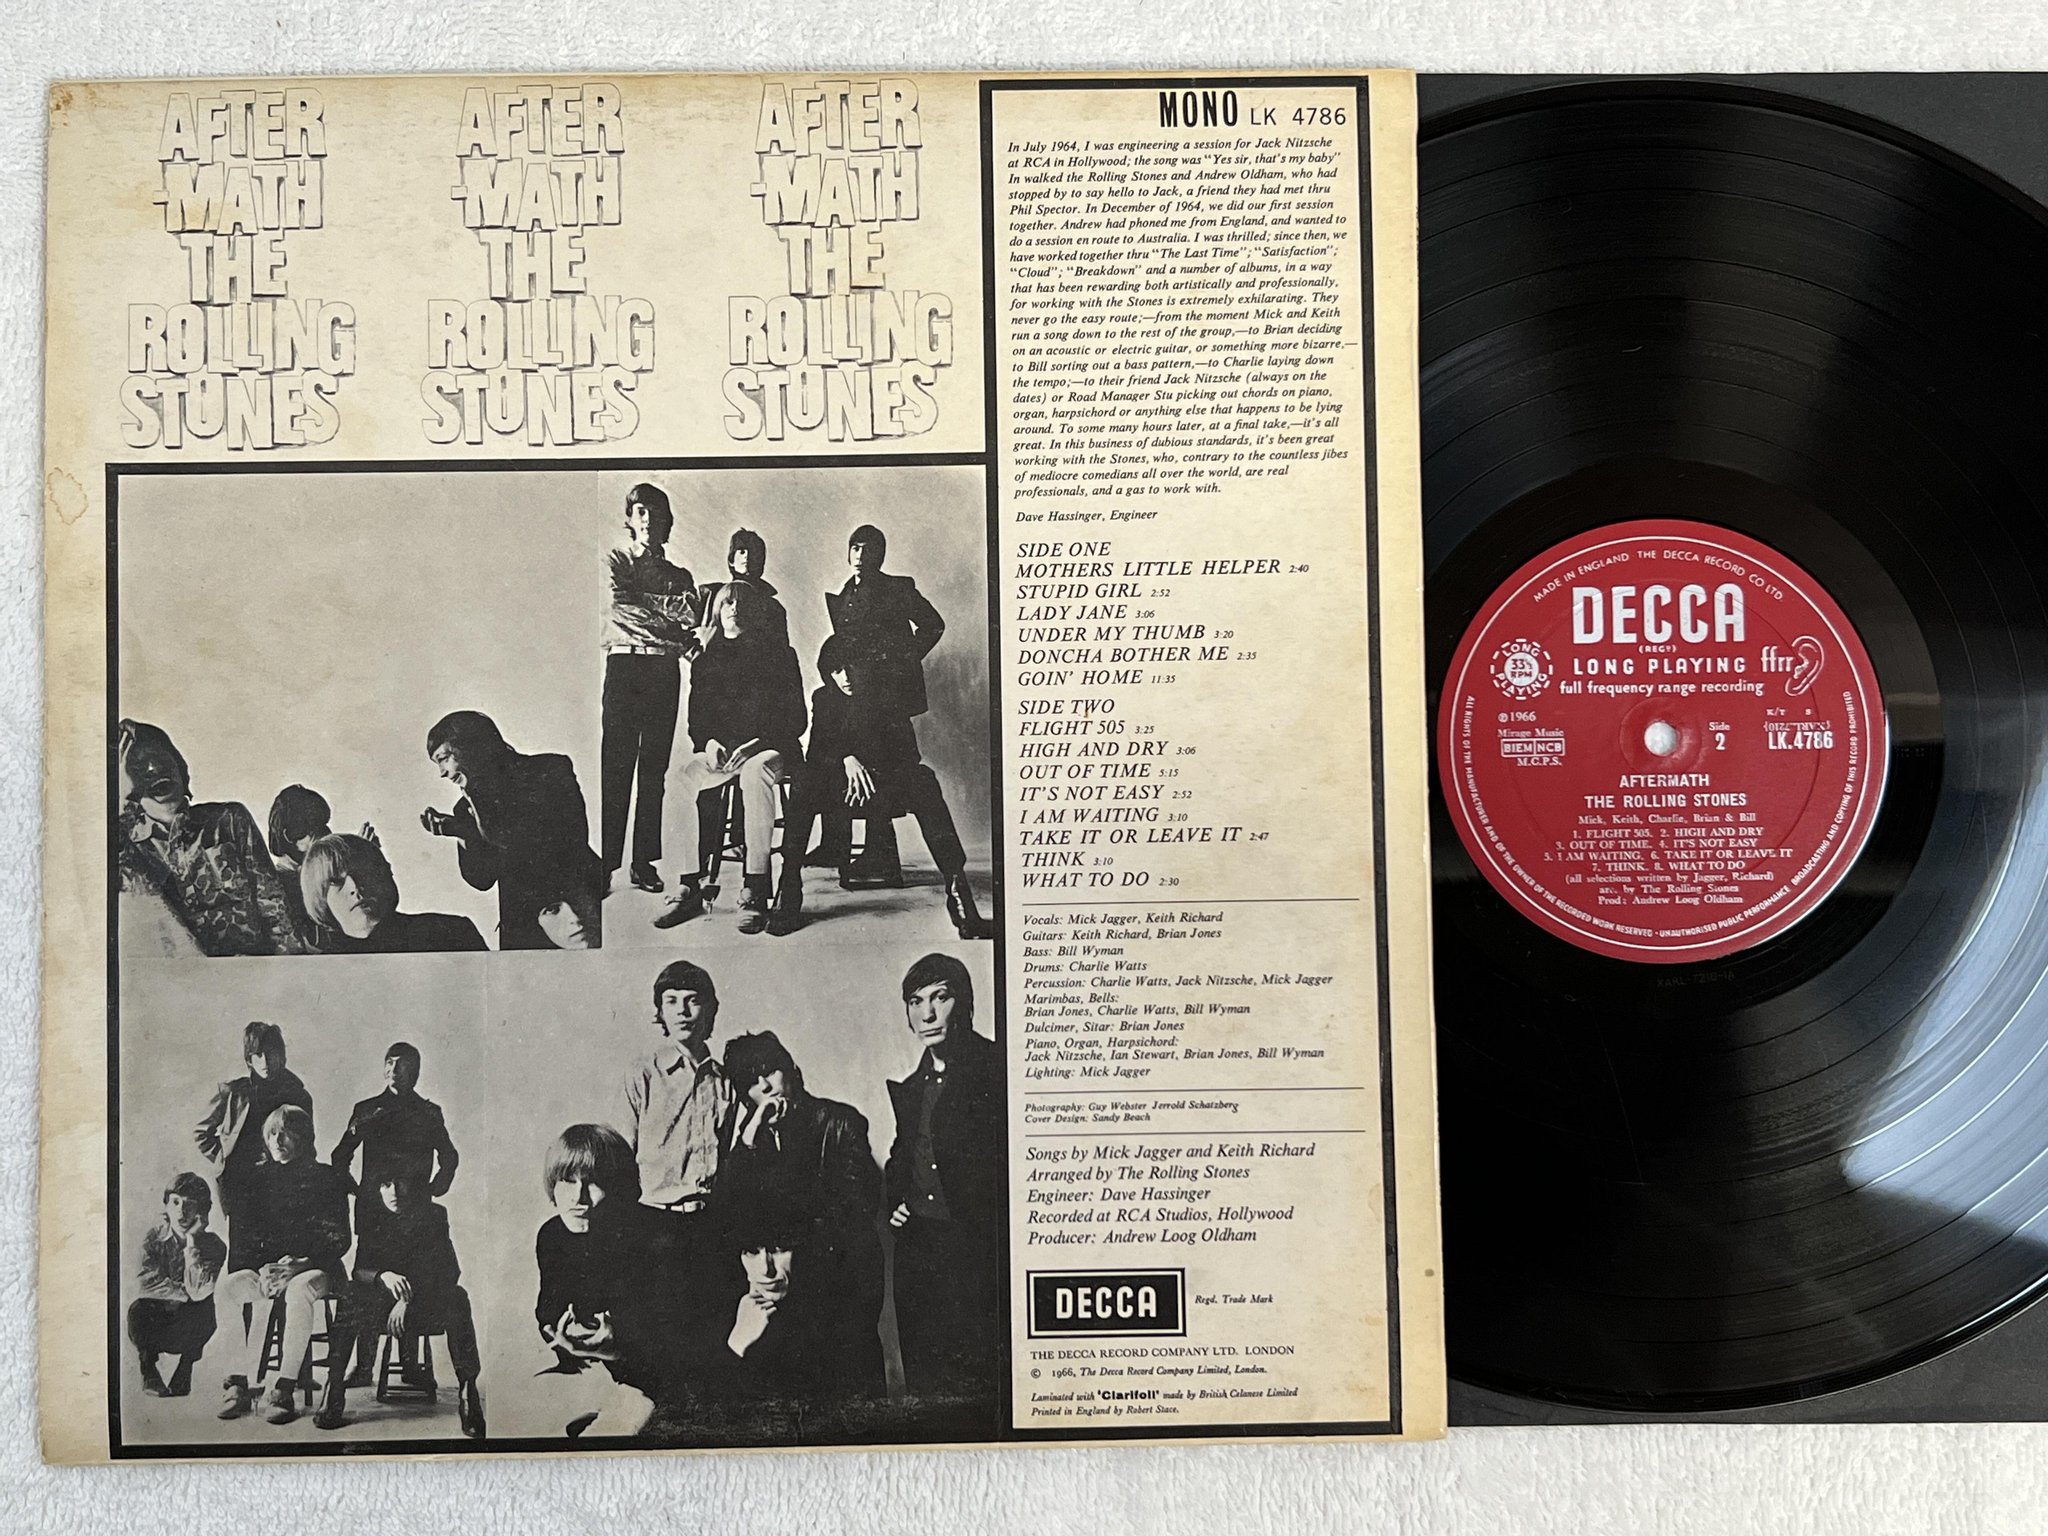 AFTER
-MATH
THE
ROLLING
STONES
AFTER
-MATH
THE
ROLLING
STONES
AFTER
-MATH
THE
ROLLING
STONES
MONO LK 4786
In July 1964, I was engineering a session for Jack Nitzsche
at RCA in Hollywood; the song was "Yes sir, that's my baby"
In walked the Rolling Stones and Andrew Oldham, who had
stopped by to say hello to Jack, a friend they had met thru
Phil Spector. In December of 1964, we did our first session
together. Andrew had phoned me from England, and wanted to
do a session en route to Australia. I was thrilled; since then, we
have worked together thru "The Last Time"; "Satisfaction";
"Cloud"; "Breakdown" and a number of albums, in a way
that has been rewarding both artistically and professionally,
for working with the Stones is extremely exhilarating. They
never go the easy route;—from the moment Mick and Keith
run a song down to the rest of the group,—to Brian deciding
on an acoustic or electric guitar, or something more bizarre,—
to Bill sorting out a bass pattern,—to Charlie laying down
the tempo;—to their friend Jack Nitzsche (always on the
dates) or Road Manager Stu picking out chords on piano,
organ, harpsichord or anything else that happens to be lying
around. To some many hours later, at a final take,—it's all
great. In this business of dubious standards, it's been great
working with the Stones, who, contrary to the countless jibes
of mediocre comedians all over the world, are real
professionals, and a gas to work with.
Dave Hassinger, Engineer
SIDE ONE
MOTHERS LITTLE HELPER 2:40
STUPID GIRL 2:52
LADY JANE 3:06
UNDER MY THUMB 3:20
DONCHA BOTHER ME 2:35
GOIN' HOME 11:35
SIDE TWO
FLIGHT 505 3:25
HIGH AND DRY 3:06
OUT OF TIME 5:15
IT'S NOT EASY 2:52
I AM WAITING 3:10
TAKE IT OR LEAVE IT 2:47
THINK 3:10
WHAT TO DO 2:30
Vocals: Mick Jagger, Keith Richard
Guitars: Keith Richard, Brian Jones
Bass: Bill Wyman
Drums: Charlie Watts
Percussion: Charlie Watts, Jack Nitzsche, Mick Jagger
Marimbas, Bells:
Brian Jones, Charlie Watts, Bill Wyman
Dulcimer, Sitar: Brian Jones
Piano, Organ, Harpsichord:
Jack Nitzsche, Ian Stewart, Brian Jones, Bill Wyman
Lighting: Mick Jagger
Photography: Guy Webster Jerrold Schatzberg
Cover Design: Sandy Beach
Songs by Mick Jagger and Keith Richard
Arranged by The Rolling Stones
Engineer: Dave Hassinger
Recorded at RCA Studios, Hollywood
Producer: Andrew Loog Oldham
DECCA Regd. Trade Mark
THE DECCA RECORD COMPANY LTD. LONDON
© 1966, The Decca Record Company Limited, London.
Laminated with 'Clarifoil' made by British Celanese Limited
Printed in England by Robert Stace.
MADE IN ENGLAND THE DECCA RECORD CO LTD.
DECCA
(REGD)
LONG PLAYING ffrr
full frequency range recording
LONG PLAYING
33⅓
RPM
℗1966
Mirage Music
BIEM NCB
M.C.P.S.
Side
2
K/T S
LK.4786
AFTERMATH
THE ROLLING STONES
Mick, Keith, Charlie, Brian & Bill
1. FLIGHT 505. 2. HIGH AND DRY
3. OUT OF TIME. 4. IT'S NOT EASY
5. I AM WAITING. 6. TAKE IT OR LEAVE IT
7. THINK. 8. WHAT TO DO
(all selections written by Jagger, Richard)
arr. by The Rolling Stones
Prod: Andrew Loog Oldham
ALL RIGHTS OF THE MANUFACTURER AND OF THE OWNER OF THE RECORDED WORK RESERVED · UNAUTHORISED PUBLIC PERFORMANCE BROADCASTING AND COPYING OF THIS RECORD PROHIBITED